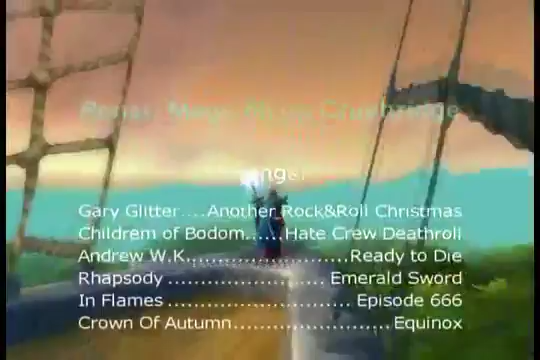 Gary Glitter....Another Rock&Roll Christmas
Childrem of Bodom......Hate Crew Deathroll
Andrew W.K..........................Ready to Die
Rhapsody .......................... Emerald Sword
In Flames .............................. Episode 666
Crown Of Autumn..........................Equinox